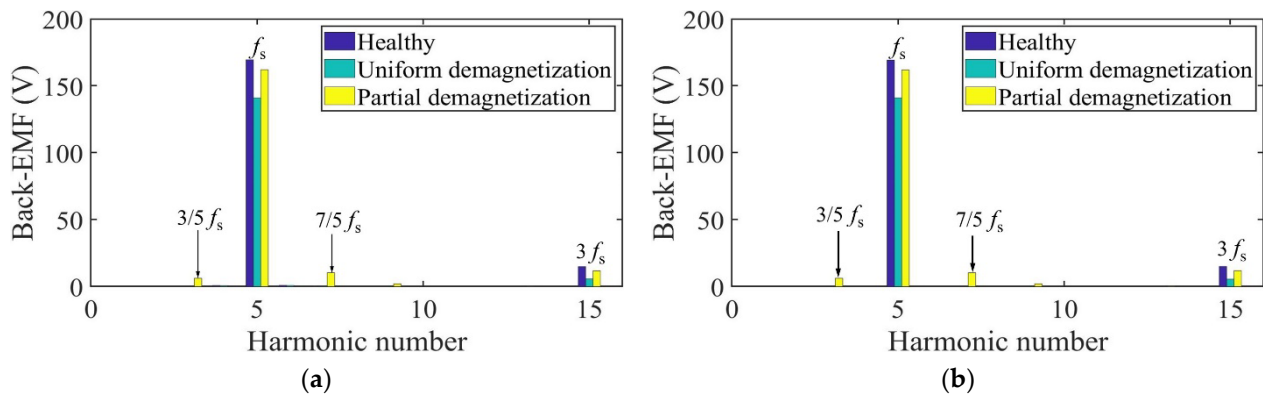 200
150
100
50
0
Back-EMF (V)
Healthy
Uniform demagnetization
Partial demagnetization
fs
3/5 fs
7/5 fs
3 fs
0
5
10
15
Harmonic number
(a)
200
150
100
50
0
Back-EMF (V)
Healthy
Uniform demagnetization
Partial demagnetization
fs
3/5 fs
7/5 fs
3 fs
0
5
10
15
Harmonic number
(b)